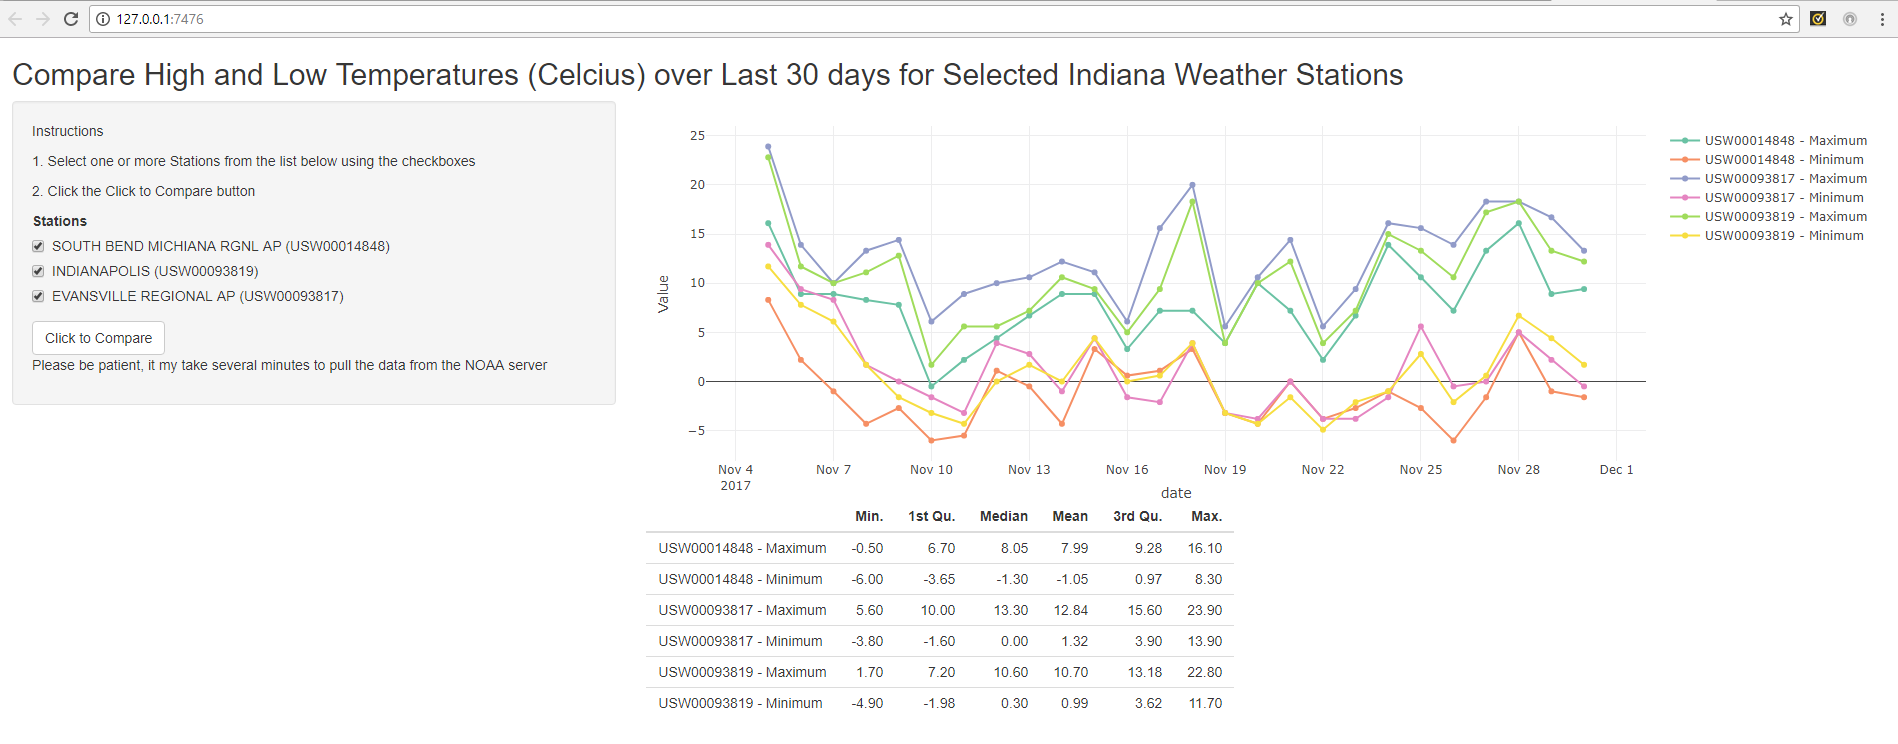 127.0.0.1:7476
Compare High and Low Temperatures (Celcius) over Last 30 days for Selected Indiana Weather Stations
Instructions
1. Select one or more Stations from the list below using the checkboxes
2. Click the Click to Compare button
Stations
SOUTH BEND MICHIANA RGNL AP (USW00014848)
INDIANAPOLIS (USW00093819)
EVANSVILLE REGIONAL AP (USW00093817)
Click to Compare
Please be patient, it my take several minutes to pull the data from the NOAA server
Value
25
20
15
10
5
0
−5
Nov 4 Nov 7 Nov 10 Nov 13 Nov 16 Nov 19 Nov 22 Nov 25 Nov 28 Dec 1
2017
date
USW00014848 - Maximum
USW00014848 - Minimum
USW00093817 - Maximum
USW00093817 - Minimum
USW00093819 - Maximum
USW00093819 - Minimum
Min. 1st Qu. Median Mean 3rd Qu. Max.
USW00014848 - Maximum -0.50 6.70 8.05 7.99 9.28 16.10
USW00014848 - Minimum -6.00 -3.65 -1.30 -1.05 0.97 8.30
USW00093817 - Maximum 5.60 10.00 13.30 12.84 15.60 23.90
USW00093817 - Minimum -3.80 -1.60 0.00 1.32 3.90 13.90
USW00093819 - Maximum 1.70 7.20 10.60 10.70 13.18 22.80
USW00093819 - Minimum -4.90 -1.98 0.30 0.99 3.62 11.70